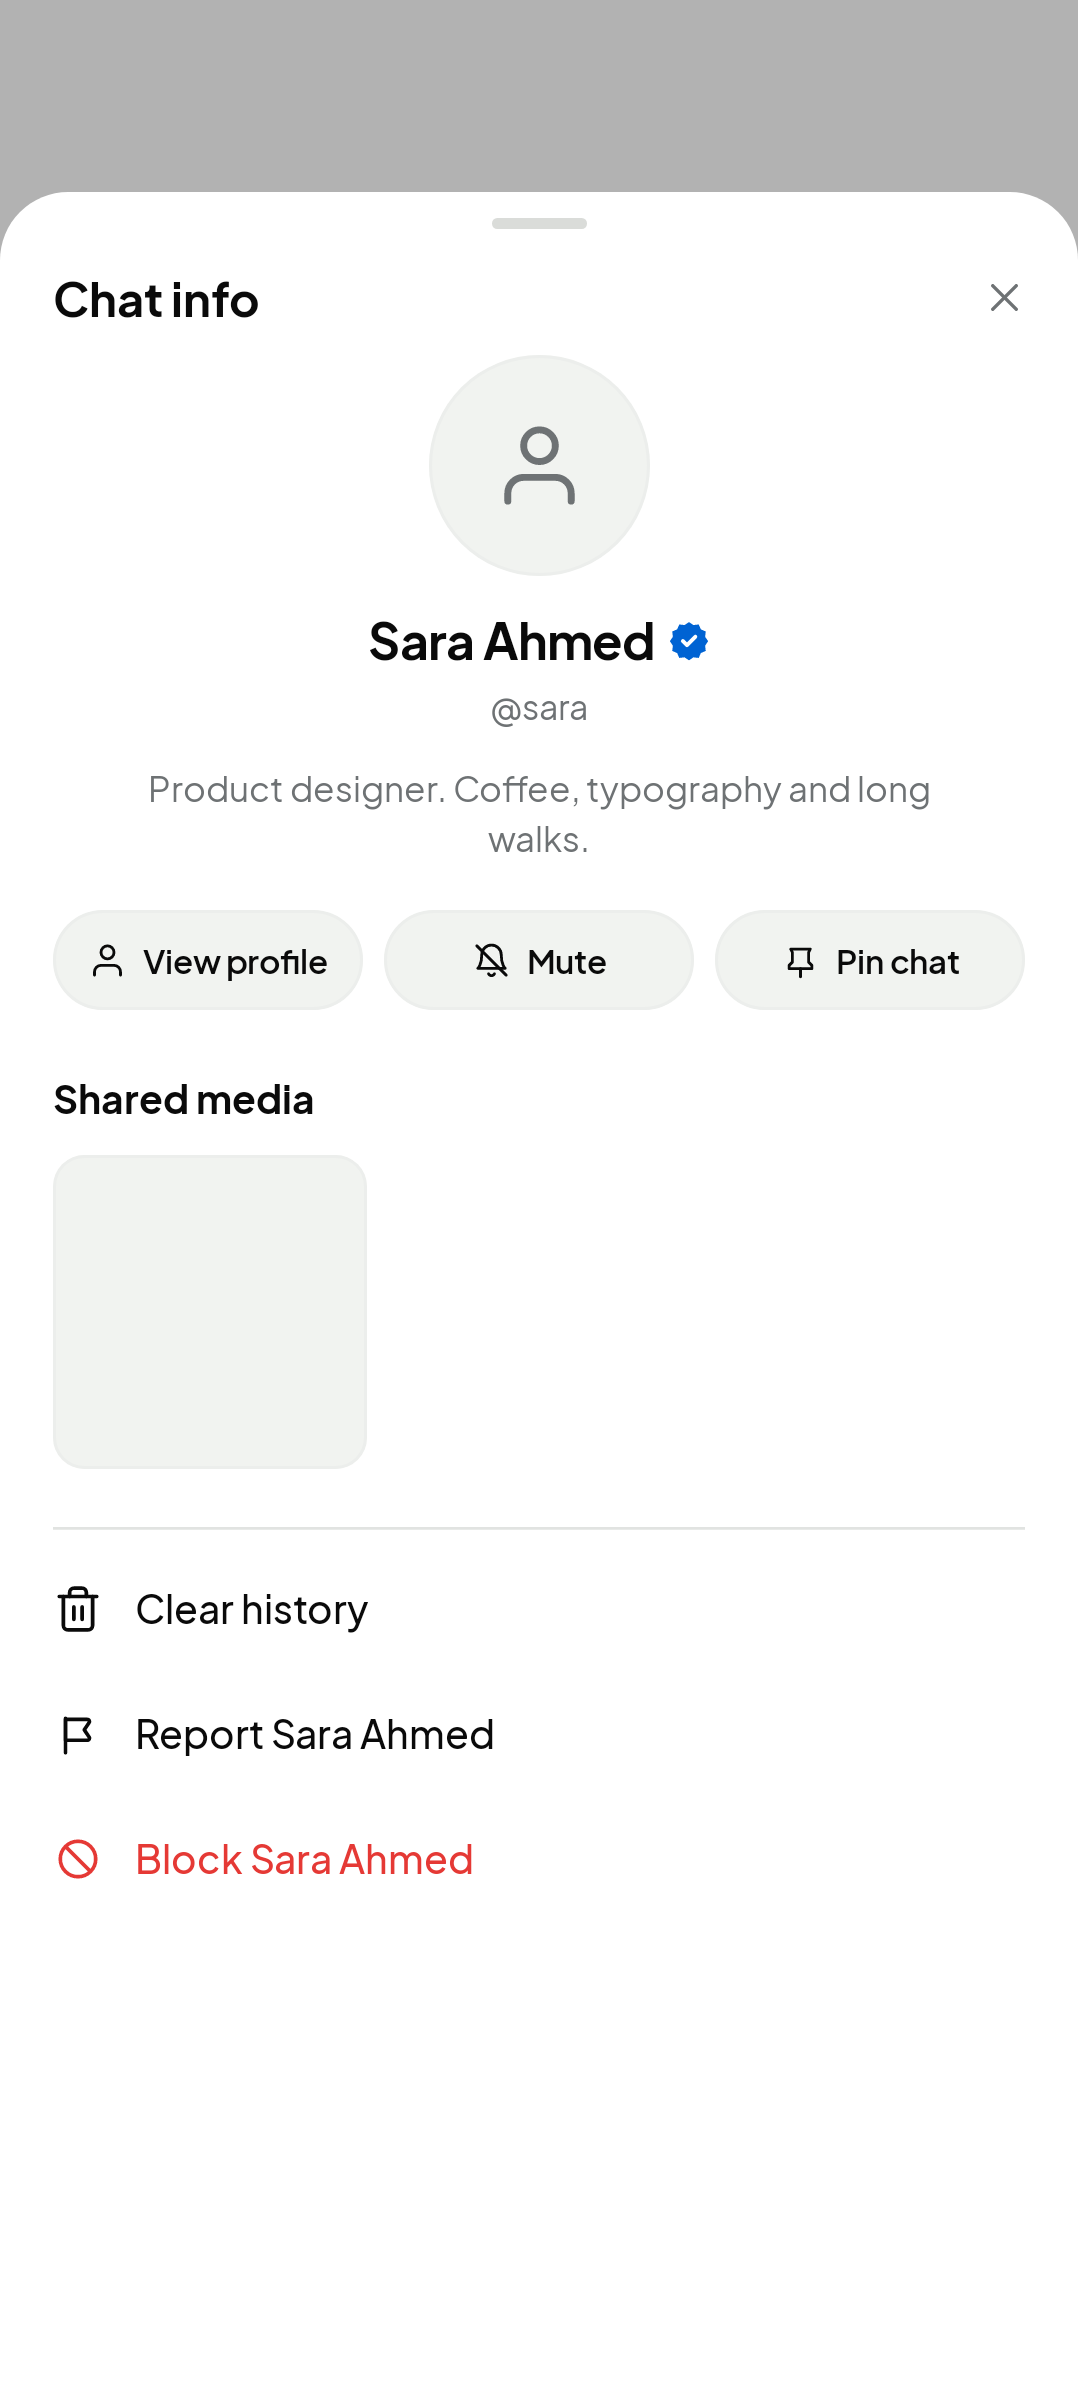 Chat info
Sara Ahmed
@sara
Product designer. Coffee, typography and long
walks.
View profile
Mute
Pin chat
Shared media
Clear history
Report Sara Ahmed
Block Sara Ahmed